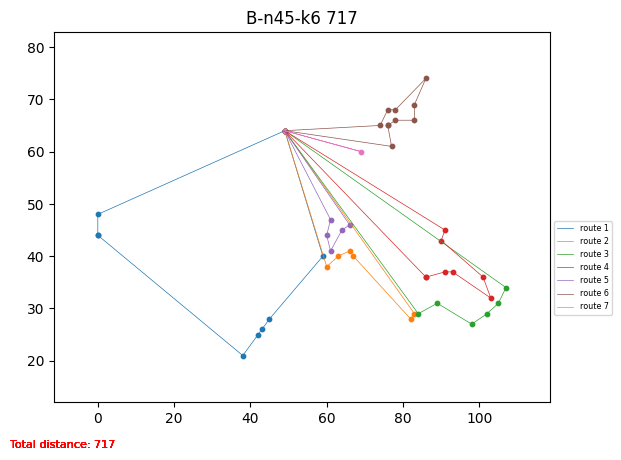 B-n45-k6 717
80
70
60
50
40
30
20
0 20 40 60 80 100
route 1
route 2
route 3
route 4
route 5
route 6
route 7
Total distance: 717